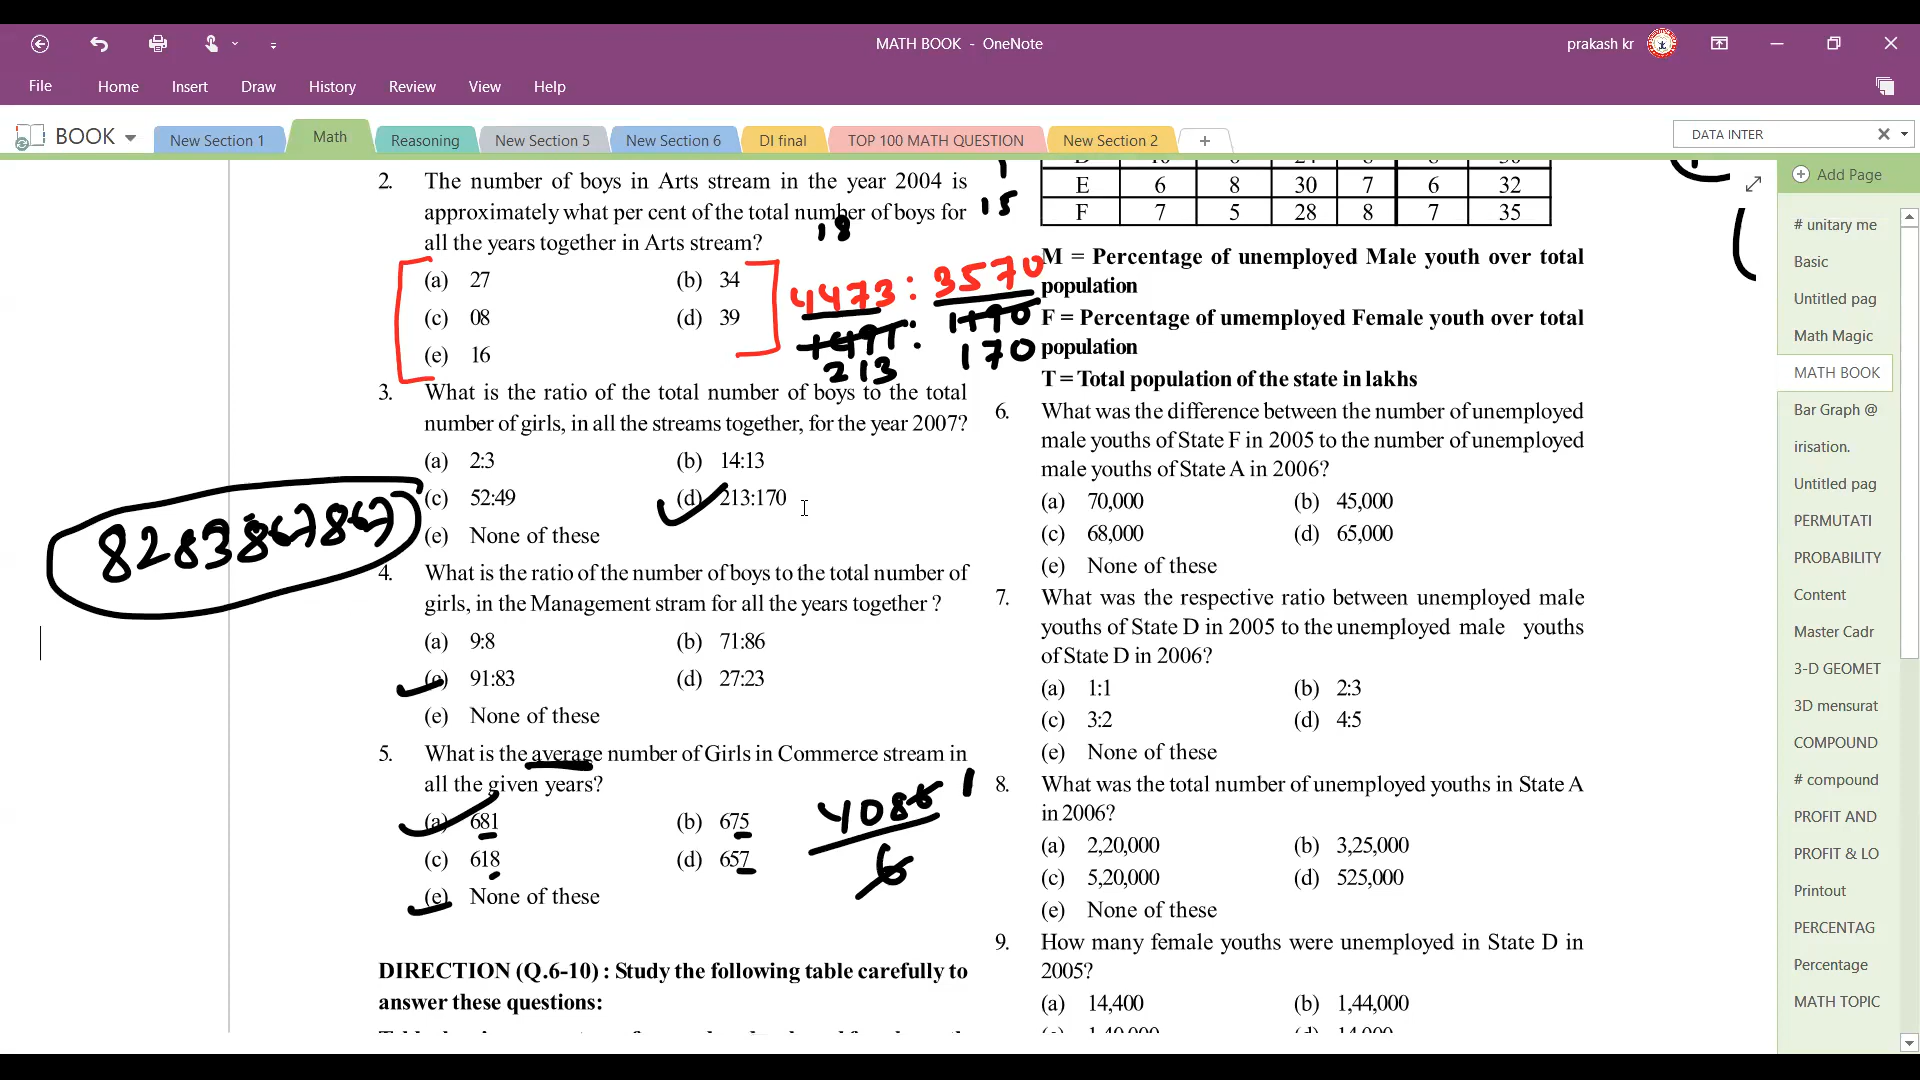 MATH BOOK - OneNote
prakash kr
File Home Insert Draw History Review View Help
BOOK New Section 1 Math Reasoning New Section 5 New Section 6 DI final TOP 100 MATH QUESTION New Section 2 +
DATA INTER
2. The number of boys in Arts stream in the year 2004 is
approximately what per cent of the total number of boys for
all the years together in Arts stream?
(a) 27 (b) 34
(c) 08 (d) 39
(e) 16
15
18
4473 : 3570
1491 : 1190
213 170
3. What is the ratio of the total number of boys to the total
number of girls, in all the streams together, for the year 2007?
(a) 2:3 (b) 14:13
(c) 52:49 (d) 213:170
(e) None of these
8283867867
4. What is the ratio of the number of boys to the total number of
girls, in the Management stram for all the years together ?
(a) 9:8 (b) 71:86
(c) 91:83 (d) 27:23
(e) None of these
5. What is the average number of Girls in Commerce stream in
all the given years?
(a) 681 (b) 675
(c) 618 (d) 657
(e) None of these
4086 1
6
DIRECTION (Q.6-10) : Study the following table carefully to
answer these questions:
E 6 8 30 7 6 32
F 7 5 28 8 7 35
M = Percentage of unemployed Male youth over total
population
F = Percentage of umemployed Female youth over total
population
T = Total population of the state in lakhs
6. What was the difference between the number of unemployed
male youths of State F in 2005 to the number of unemployed
male youths of State A in 2006?
(a) 70,000 (b) 45,000
(c) 68,000 (d) 65,000
(e) None of these
7. What was the respective ratio between unemployed male
youths of State D in 2005 to the unemployed male youths
of State D in 2006?
(a) 1:1 (b) 2:3
(c) 3:2 (d) 4:5
(e) None of these
8. What was the total number of unemployed youths in State A
in 2006?
(a) 2,20,000 (b) 3,25,000
(c) 5,20,000 (d) 525,000
(e) None of these
9. How many female youths were unemployed in State D in
2005?
(a) 14,400 (b) 1,44,000
Add Page
# unitary me
Basic
Untitled pag
Math Magic
MATH BOOK
Bar Graph @
irisation.
Untitled pag
PERMUTATI
PROBABILITY
Content
Master Cadr
3-D GEOMET
3D mensurat
COMPOUND
# compound
PROFIT AND
PROFIT & LO
Printout
PERCENTAG
Percentage
MATH TOPIC